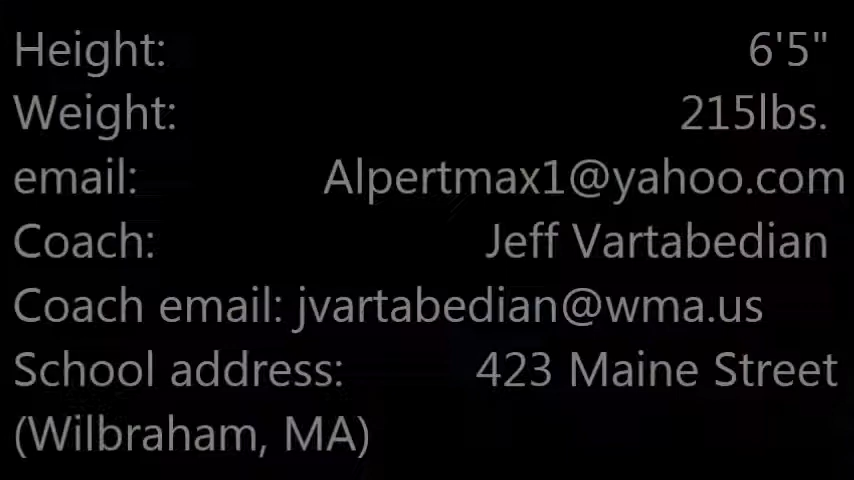 Height: 6'5"
Weight: 215lbs.
email: Alpertmax1@yahoo.com
Coach: Jeff Vartabedian
Coach email: jvartabedian@wma.us
School address: 423 Maine Street
(Wilbraham, MA)